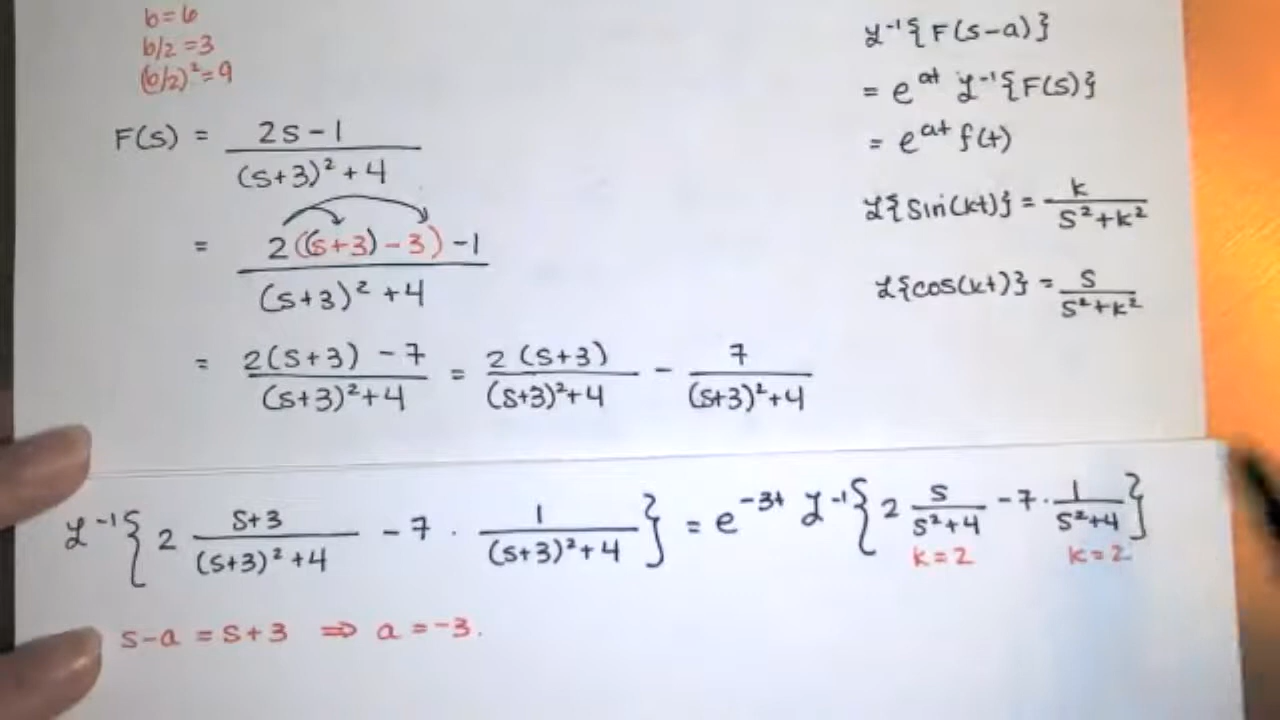 b=6
b/2=3
(b/2)²=9
F(s) = (2s-1)/((s+3)²+4)
= (2((s+3)-3)-1)/((s+3)²+4)
= (2(s+3)-7)/((s+3)²+4) = (2(s+3))/((s+3)²+4) - 7/((s+3)²+4)
ℒ⁻¹{F(s-a)}
= e^{at} ℒ⁻¹{F(s)}
= e^{at} f(t)
ℒ{sin(kt)} = k/(s²+k²)
ℒ{cos(kt)} = s/(s²+k²)
ℒ⁻¹{2 (s+3)/((s+3)²+4) - 7 · 1/((s+3)²+4)} = e^{-3t} ℒ⁻¹{2 s/(s²+4) - 7 · 1/(s²+4)}
k=2 k=2
s-a = s+3 ⇒ a = -3.